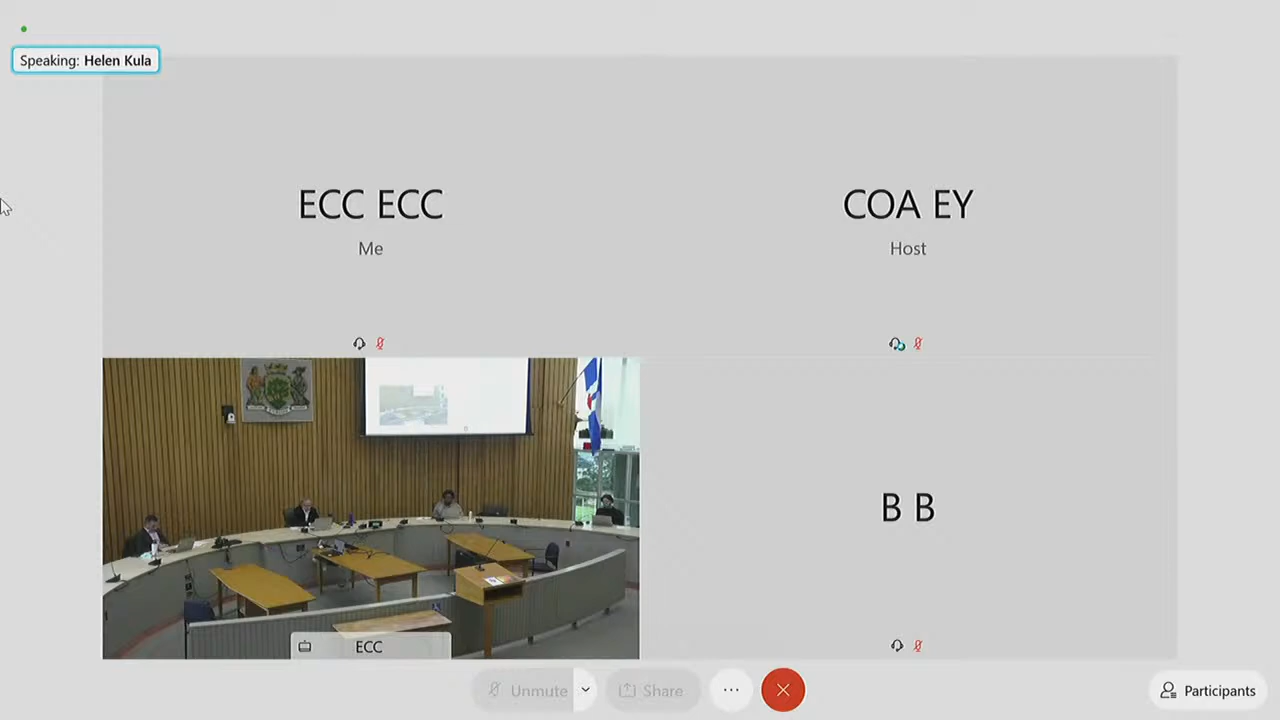 Speaking: Helen Kula
ECC ECC
Me
COA EY
Host
ECC
B B
Unmute
Share
Participants